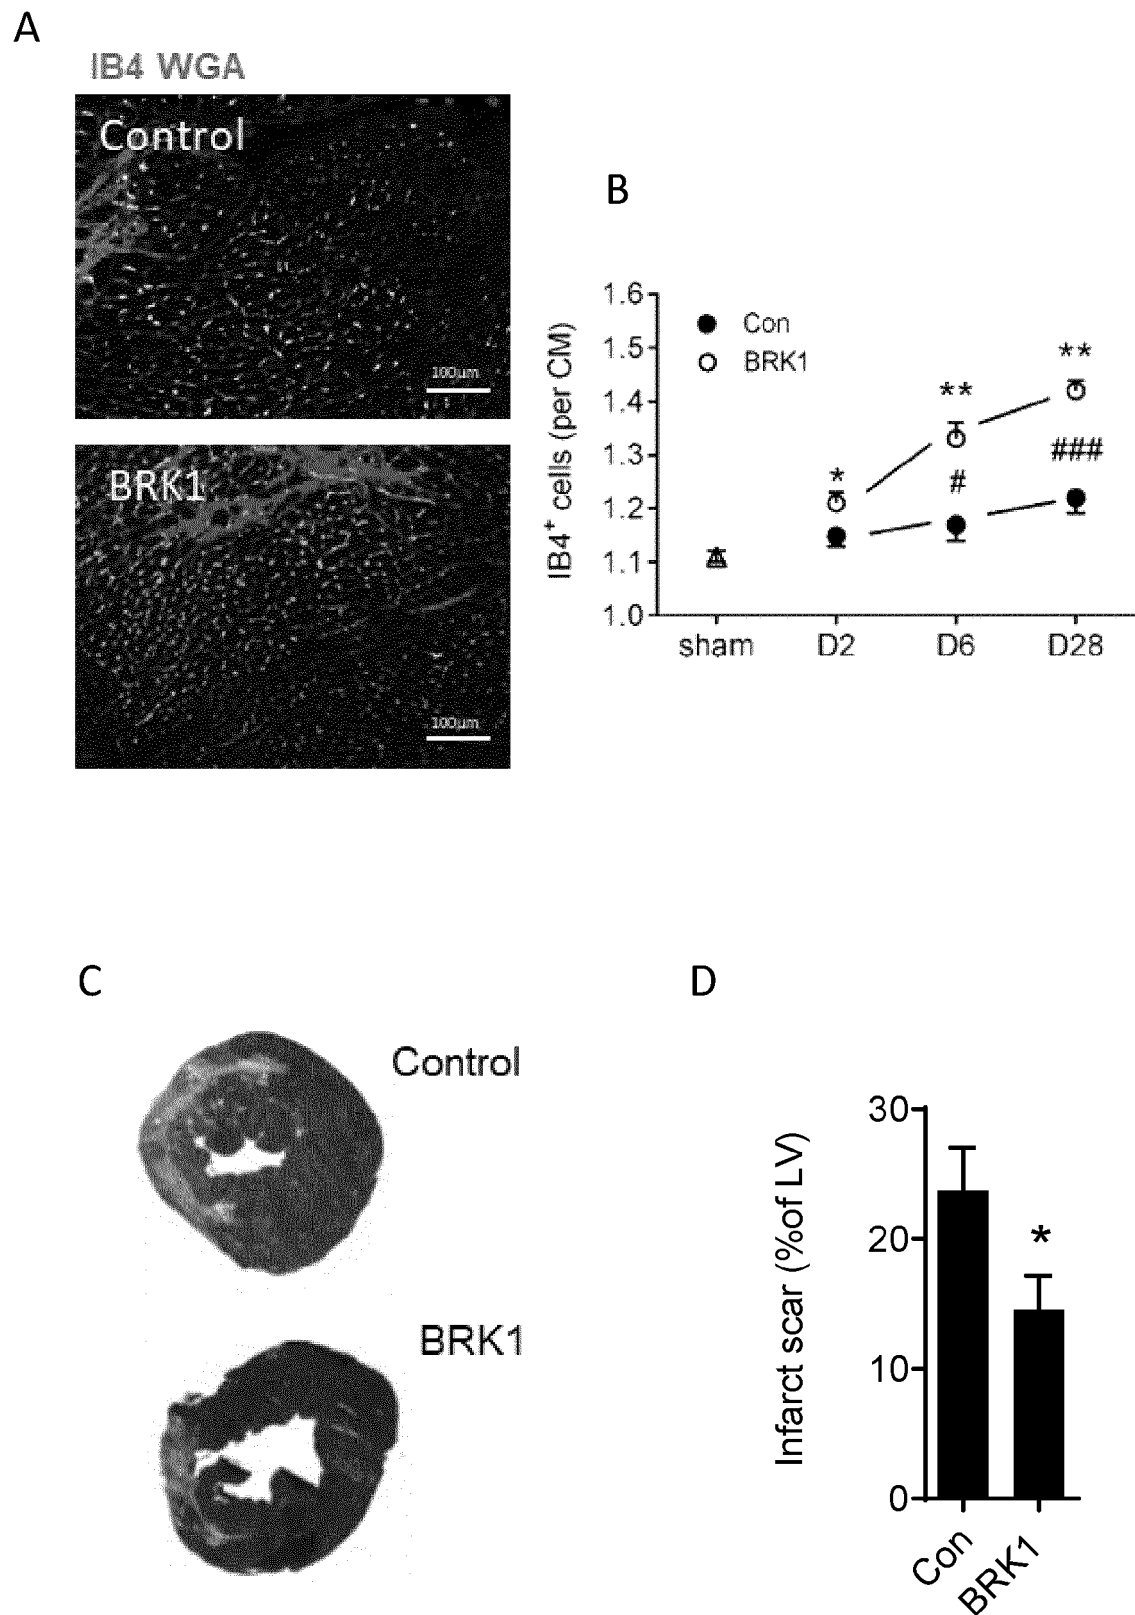 A
IB4 WGA
Control
100µm
BRK1
100µm
B
IB4+ cells (per CM)
1.6
1.5
1.4
1.3
1.2
1.1
1.0
Con
BRK1
*
**
**
#
###
sham D2 D6 D28
C
Control
BRK1
D
Infarct scar (%of LV)
30
20
10
0
*
Con
BRK1